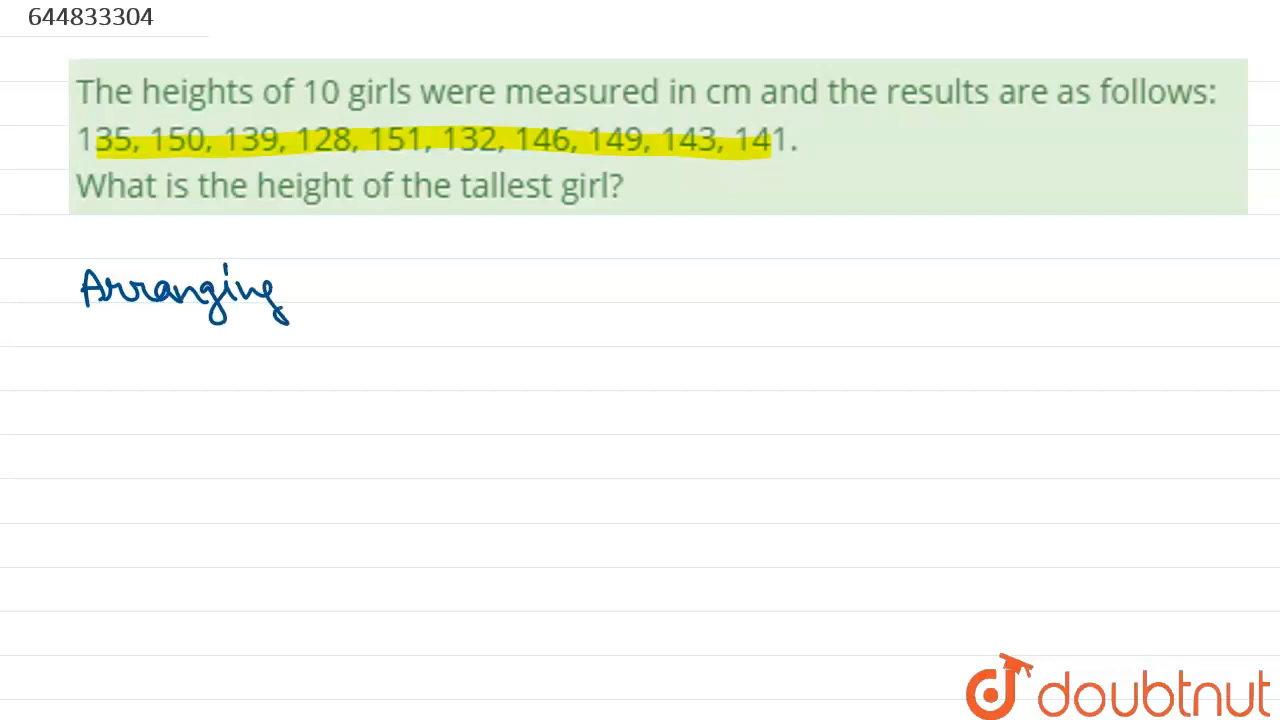 644833304
The heights of 10 girls were measured in cm and the results are as follows:
135, 150, 139, 128, 151, 132, 146, 149, 143, 141.
What is the height of the tallest girl?
Arranging
doubtnut